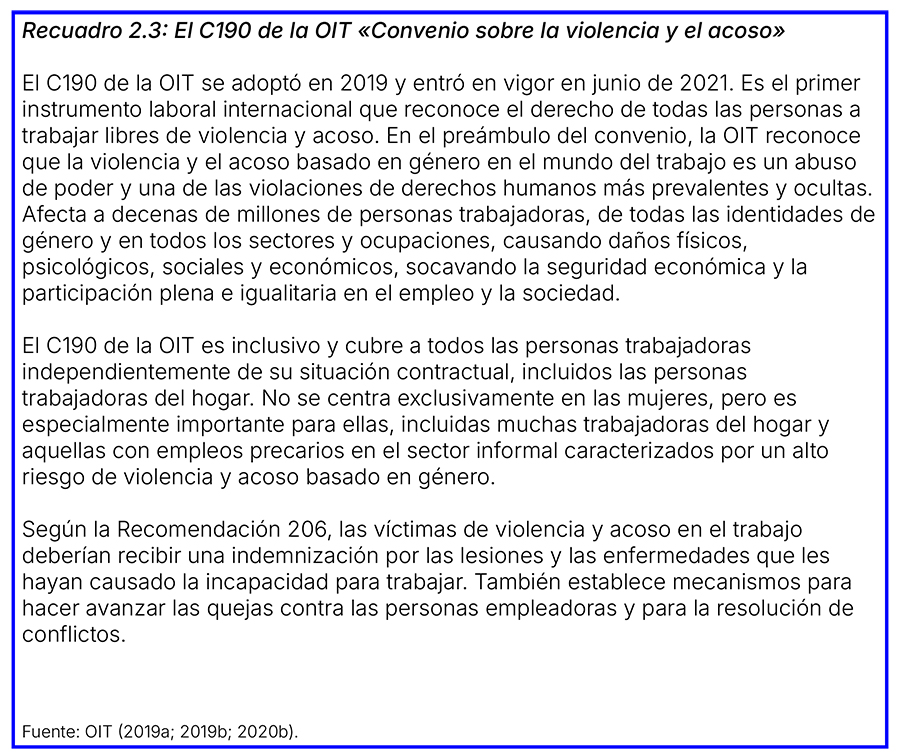 Recuadro 2.3: El C190 de la OIT «Convenio sobre la violencia y el acoso»
El C190 de la OIT se adoptó en 2019 y entró en vigor en junio de 2021. Es el primer
instrumento laboral internacional que reconoce el derecho de todas las personas a
trabajar libres de violencia y acoso. En el preámbulo del convenio, la OIT reconoce
que la violencia y el acoso basado en género en el mundo del trabajo es un abuso
de poder y una de las violaciones de derechos humanos más prevalentes y ocultas.
Afecta a decenas de millones de personas trabajadoras, de todas las identidades de
género y en todos los sectores y ocupaciones, causando daños físicos,
psicológicos, sociales y económicos, socavando la seguridad económica y la
participación plena e igualitaria en el empleo y la sociedad.
El C190 de la OIT es inclusivo y cubre a todos las personas trabajadoras
independientemente de su situación contractual, incluidos las personas
trabajadoras del hogar. No se centra exclusivamente en las mujeres, pero es
especialmente importante para ellas, incluidas muchas trabajadoras del hogar y
aquellas con empleos precarios en el sector informal caracterizados por un alto
riesgo de violencia y acoso basado en género.
Según la Recomendación 206, las víctimas de violencia y acoso en el trabajo
deberían recibir una indemnización por las lesiones y las enfermedades que les
hayan causado la incapacidad para trabajar. También establece mecanismos para
hacer avanzar las quejas contra las personas empleadoras y para la resolución de
conflictos.
Fuente: OIT (2019a; 2019b; 2020b).